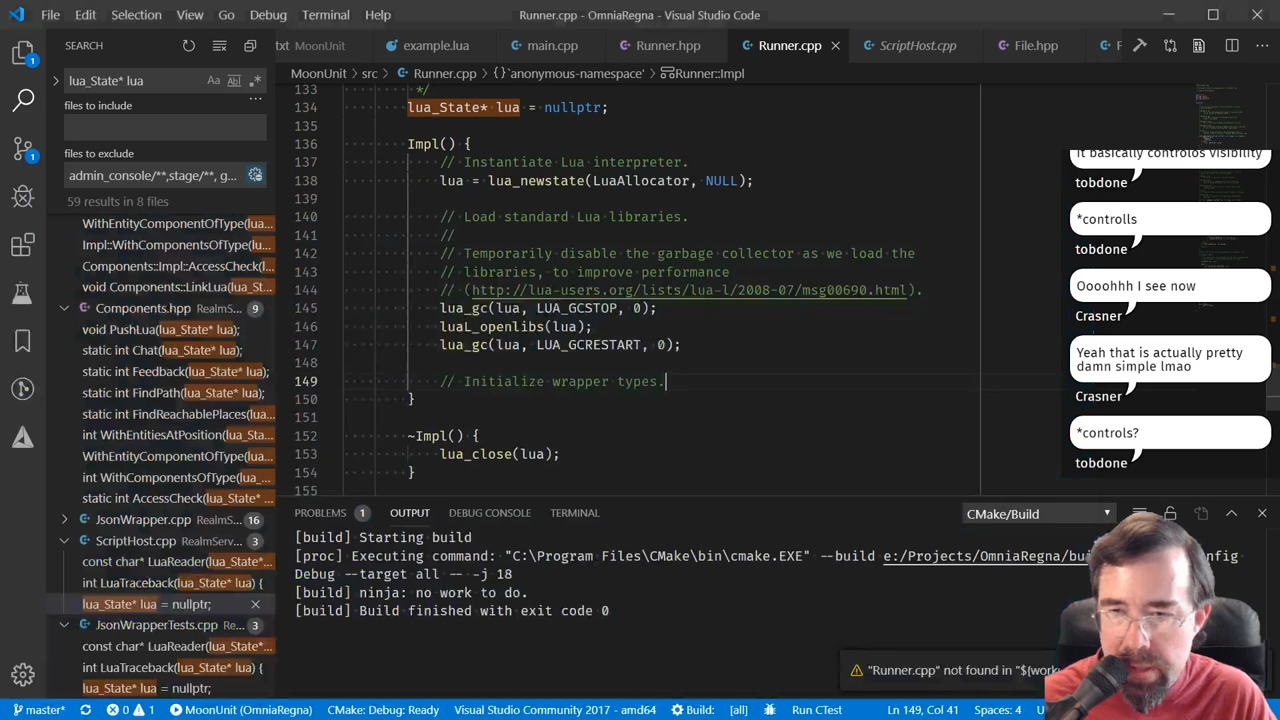 File Edit Selection View Go Debug Terminal Help
Runner.cpp - OmniaRegna - Visual Studio Code
SEARCH
txt MoonUnit example.lua main.cpp Runner.hpp Runner.cpp ScriptHost.cpp File.hpp F
MoonUnit > src > Runner.cpp > {}`anonymous-namespace' > Runner::Impl
lua_State* lua
Aa Abl .*
files to include
...
files to exclude
admin_console/**,stage/**, g...
59 results in 8 files
WithEntityComponentOfType(lua...
Impl::WithComponentsOfType(lu...
Components::Impl::AccessCheck(l...
void Components::LinkLua(lua_S...
Components.hpp RealmS... 9
void PushLua(lua_State* lua);
static int Chat(lua_State* lua);
static int Feedback(lua_State* lua);
static int FindPath(lua_State* lua);
static int FindReachablePlaces(lua...
int WithEntitiesAtPosition(lua_Stat...
WithEntityComponentOfType(lua_...
int WithComponentsOfType(lua_St...
static int AccessCheck(lua_State* ...
JsonWrapper.cpp RealmSe... 16
ScriptHost.cpp RealmServer... 3
const char* LuaReader(lua_State*...
int LuaTraceback(lua_State* lua) {
lua_State* lua = nullptr;
JsonWrapperTests.cpp Re... 3
const char* LuaReader(lua_State*...
int LuaTraceback(lua_State* lua) {
lua_State* lua = nullptr;
133 */
134 lua_State* lua = nullptr;
135
136 Impl() {
137 // Instantiate Lua interpreter.
138 lua = lua_newstate(LuaAllocator, NULL);
139
140 // Load standard Lua libraries.
141 //
142 // Temporarily disable the garbage collector as we load the
143 // libraries, to improve performance
144 // (http://lua-users.org/lists/lua-l/2008-07/msg00690.html).
145 lua_gc(lua, LUA_GCSTOP, 0);
146 luaL_openlibs(lua);
147 lua_gc(lua, LUA_GCRESTART, 0);
148
149 // Initialize wrapper types.
150 }
151
152 ~Impl() {
153 lua_close(lua);
154 }
155
It basically controlos visibility
tobdone
*controlls
tobdone
Oooohhh I see now
Crasner
Yeah that is actually pretty
damn simple lmao
Crasner
*controls?
tobdone
PROBLEMS 1 OUTPUT DEBUG CONSOLE TERMINAL
CMake/Build
[build] Starting build
[proc] Executing command: "C:\Program Files\CMake\bin\cmake.EXE" --build e:/Projects/OmniaRegna/bu onfig
Debug --target all -- -j 18
[build] ninja: no work to do.
[build] Build finished with exit code 0
"Runner.cpp" not found in "${work
master* 0 1 MoonUnit (OmniaRegna) CMake: Debug: Ready Visual Studio Community 2017 - amd64 Build: [all] Run CTest Ln 149, Col 41 Spaces: 4